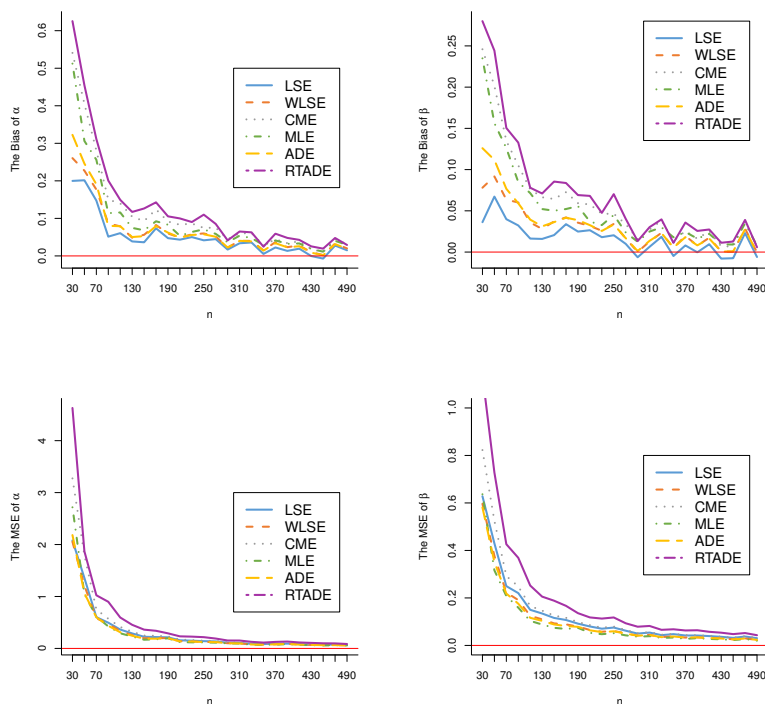 The Bias of α
0.0 0.1 0.2 0.3 0.4 0.5 0.6
LSE
WLSE
CME
MLE
ADE
RTADE
30 70 130 190 250 310 370 430 490
n
The Bias of β
0.00 0.05 0.10 0.15 0.20 0.25
LSE
WLSE
CME
MLE
ADE
RTADE
30 70 130 190 250 310 370 430 490
n
The MSE of α
0 1 2 3 4
LSE
WLSE
CME
MLE
ADE
RTADE
30 70 130 190 250 310 370 430 490
n
The MSE of β
0.0 0.2 0.4 0.6 0.8 1.0
LSE
WLSE
CME
MLE
ADE
RTADE
30 70 130 190 250 310 370 430 490
n